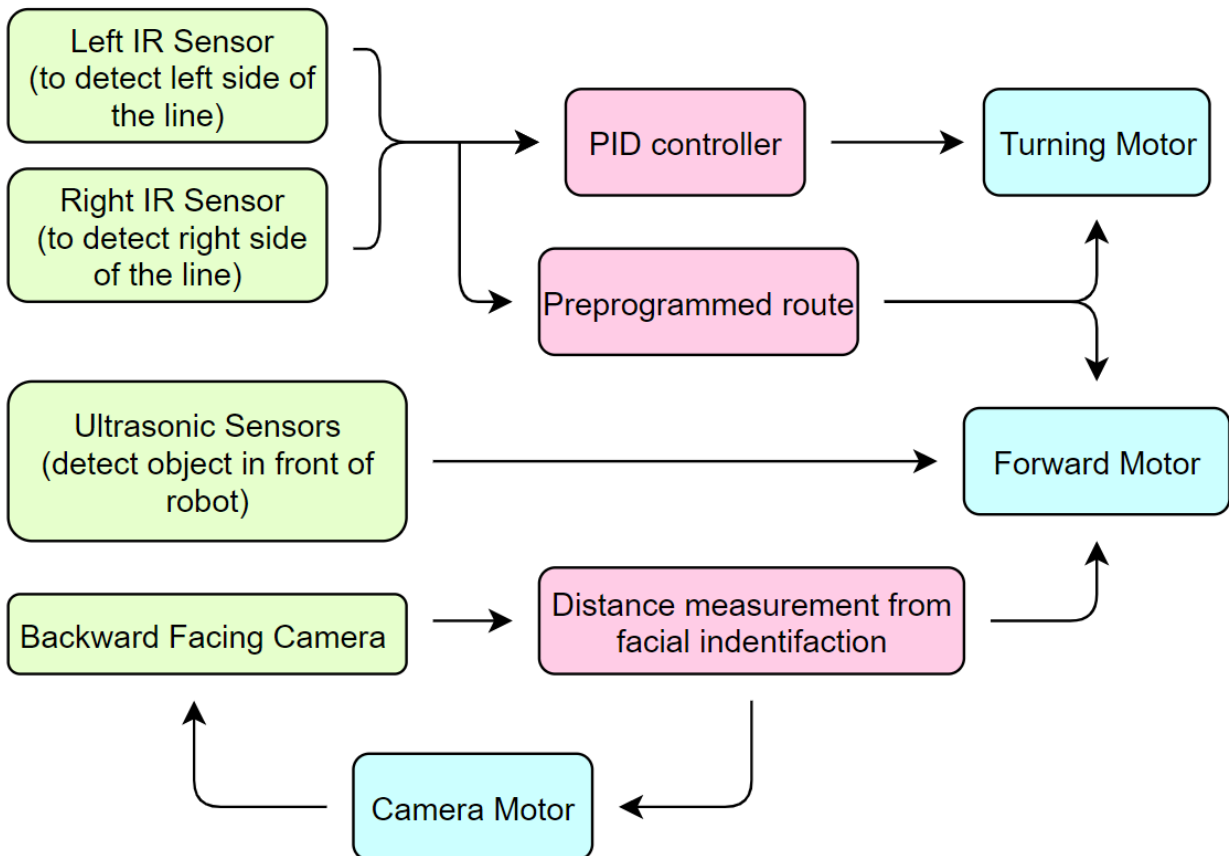 Left IR Sensor
(to detect left side of
the line)
PID controller
Turning Motor
Right IR Sensor
(to detect right side
of the line)
Preprogrammed route
Ultrasonic Sensors
(detect object in front of
robot)
Forward Motor
Backward Facing Camera
Distance measurement from
facial indentifaction
Camera Motor